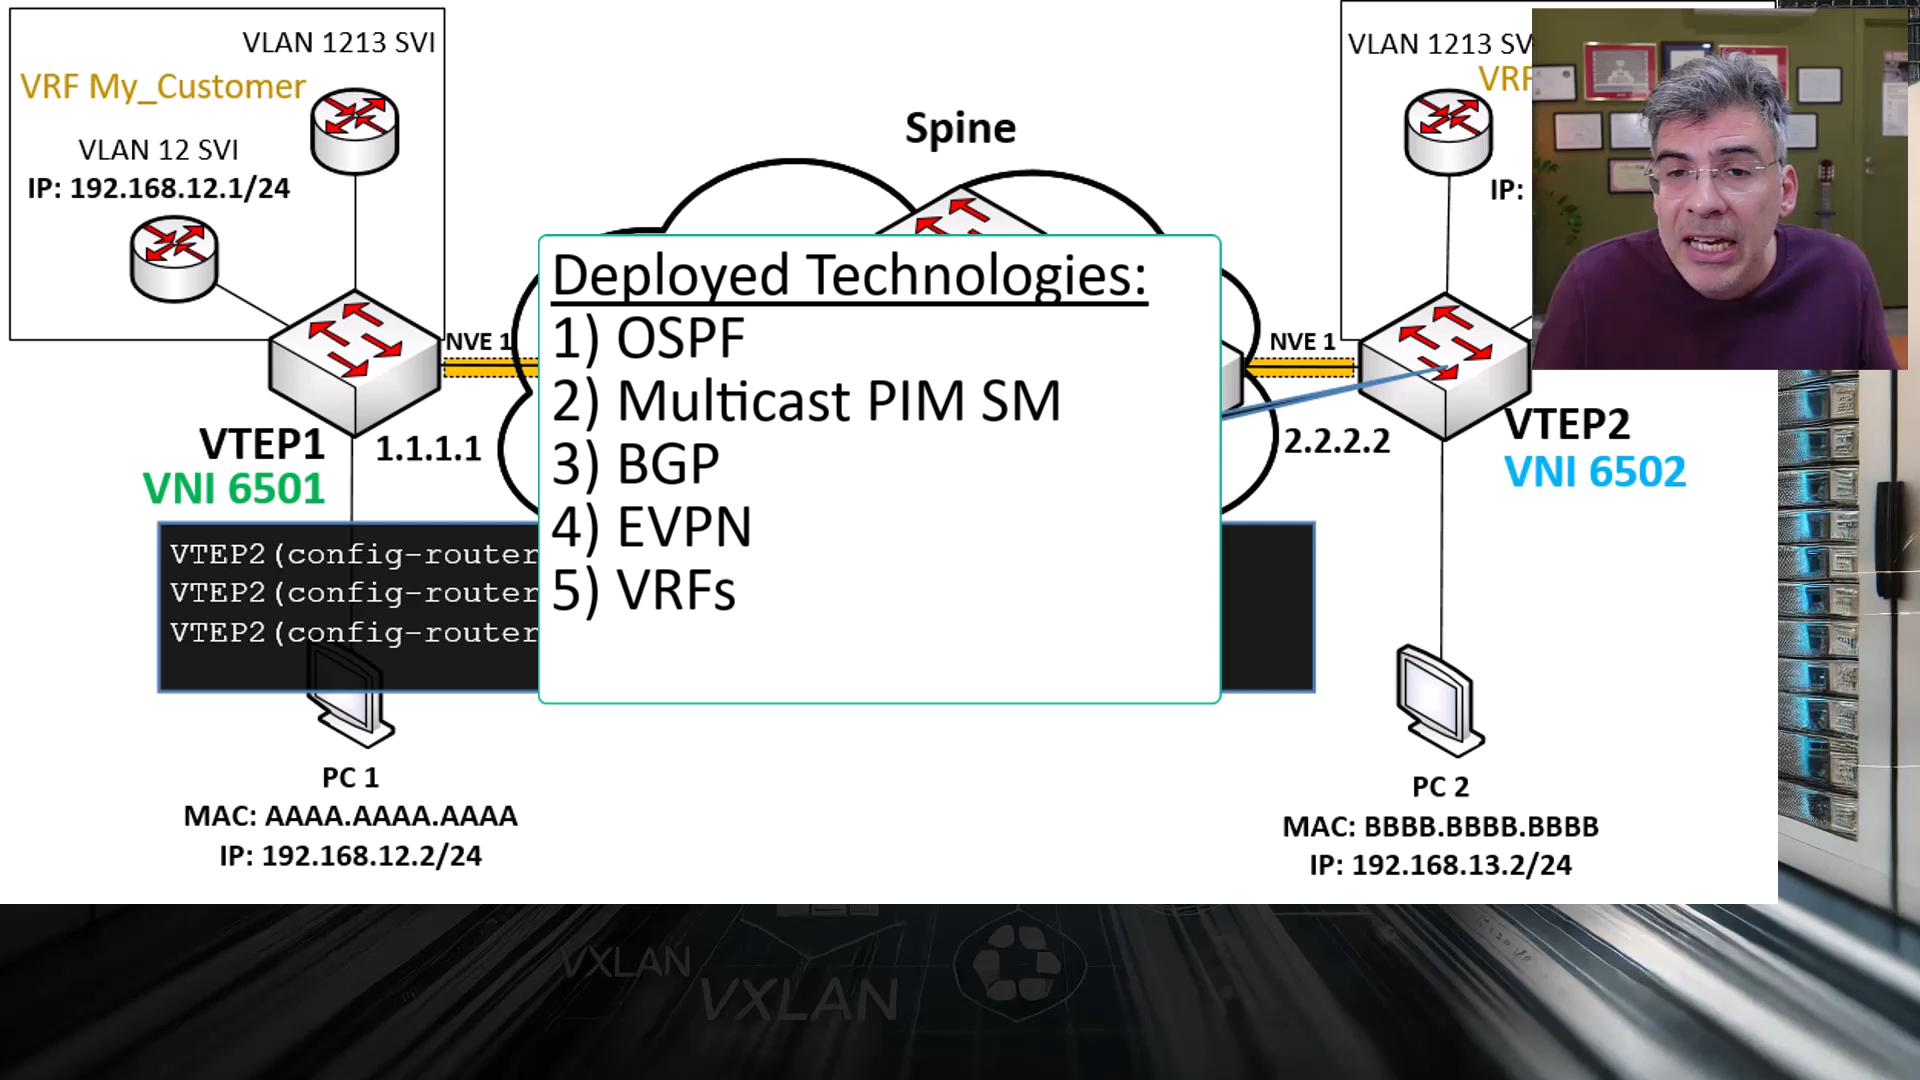 VLAN 1213 SVI
VRF My_Customer
VLAN 12 SVI
IP: 192.168.12.1/24
NVE 1
VTEP1
1.1.1.1
VNI 6501
Spine
VLAN 1213 SV
VRF
IP:
NVE 1
2.2.2.2
VTEP2
VNI 6502
Deployed Technologies:
1) OSPF
2) Multicast PIM SM
3) BGP
4) EVPN
5) VRFs
VTEP2(config-router
VTEP2(config-router
VTEP2(config-router
PC 1
MAC: AAAA.AAAA.AAAA
IP: 192.168.12.2/24
PC 2
MAC: BBBB.BBBB.BBBB
IP: 192.168.13.2/24
VXLAN
VXLAN